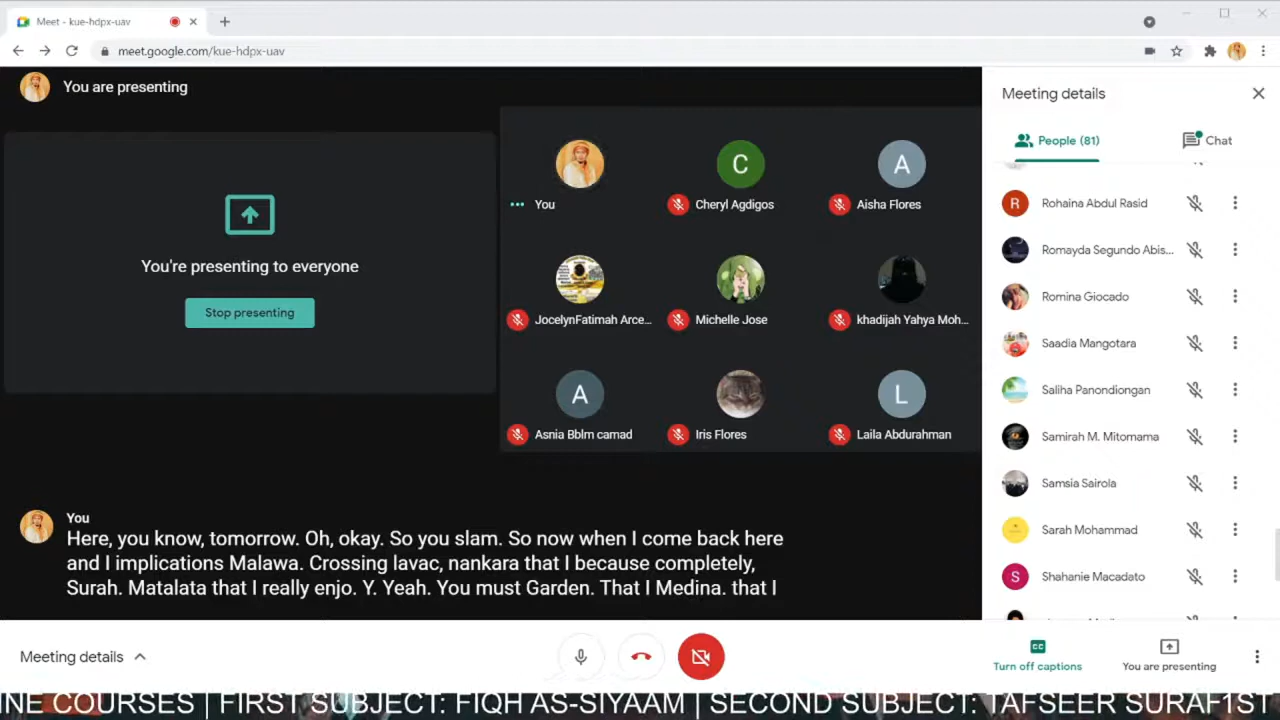 Meet - kue-hdpx-uav
meet.google.com/kue-hdpx-uav
You are presenting
You're presenting to everyone
Stop presenting
You
Cheryl Agdigos
Aisha Flores
JocelynFatimah Arce...
Michelle Jose
khadijah Yahya Moh...
Asnia Bblm camad
Iris Flores
Laila Abdurahman
C
A
A
L
You
Here, you know, tomorrow. Oh, okay. So you slam. So now when I come back here
and I implications Malawa. Crossing lavac, nankara that I because completely,
Surah. Matalata that I really enjo. Y. Yeah. You must Garden. That I Medina. that I
Meeting details
People (81)
Chat
R
Rohaina Abdul Rasid
Romayda Segundo Abis...
Romina Giocado
Saadia Mangotara
Saliha Panondiongan
Samirah M. Mitomama
Samsia Sairola
Sarah Mohammad
S
Shahanie Macadato
Meeting details
CC
Turn off captions
You are presenting
NE COURSES | FIRST SUBJECT: FIQH AS-SIYAAM | SECOND SUBJECT: TAFSEER SURAF1ST